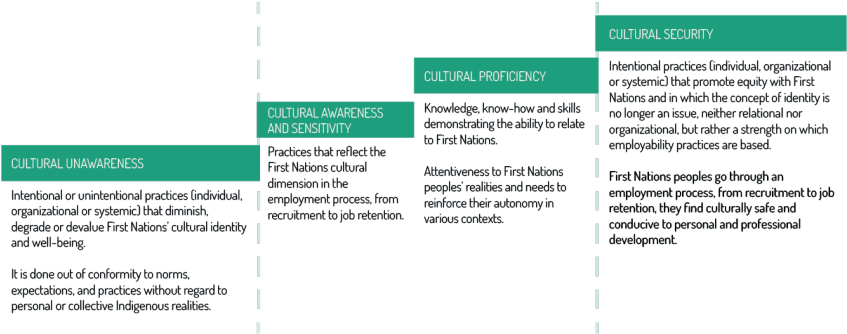 CULTURAL UNAWARENESS
Intentional or unintentional practices (individual,
organizational or systemic) that diminish,
degrade or devalue First Nations' cultural identity
and well-being.
It is done out of conformity to norms,
expectations, and practices without regard to
personal or collective Indigenous realities.
CULTURAL AWARENESS
AND SENSITIVITY
Practices that reflect the
First Nations cultural
dimension in the
employment process, from
recruitment to job retention.
CULTURAL PROFICIENCY
Knowledge, know-how and skills
demonstrating the ability to relate
to First Nations.
Attentiveness to First Nations
peoples' realities and needs to
reinforce their autonomy in
various contexts.
CULTURAL SECURITY
Intentional practices (individual, organizational
or systemic) that promote equity with First
Nations and in which the concept of identity is
no longer an issue, neither relational nor
organizational, but rather a strength on which
employability practices are based.
First Nations peoples go through an
employment process, from recruitment to job
retention, they find culturally safe and
conducive to personal and professional
development.